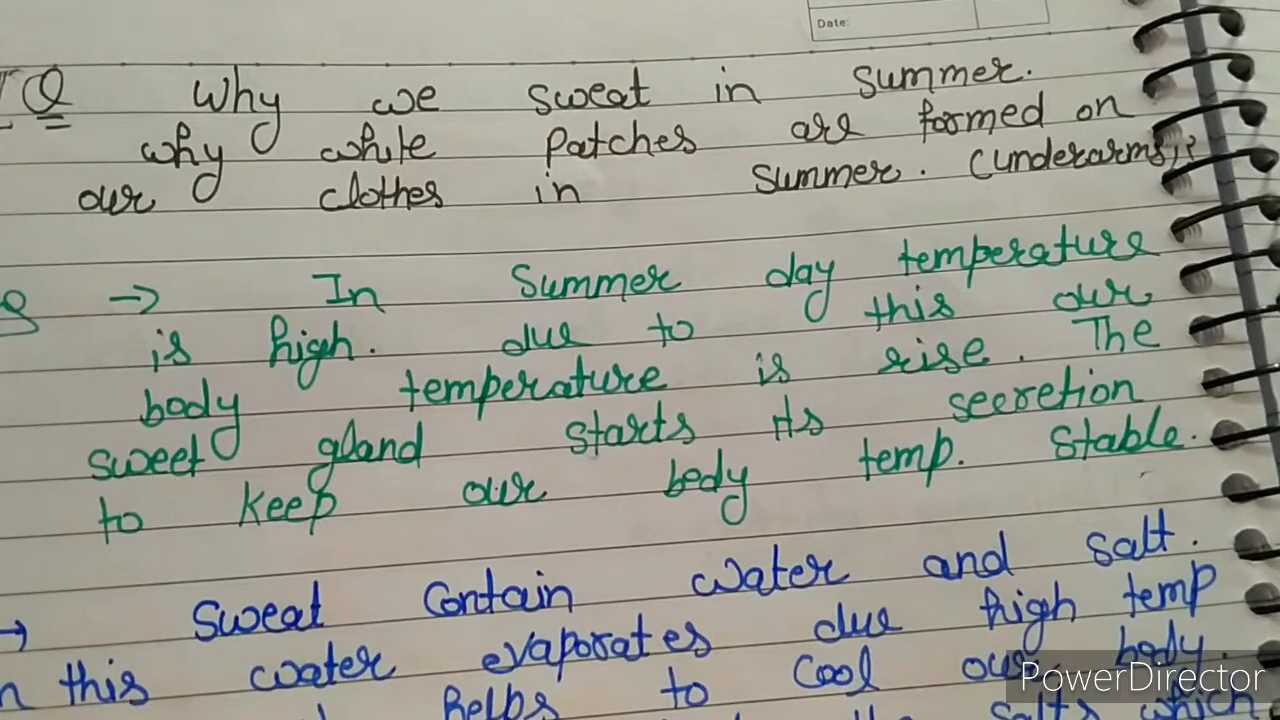 Date:
Q Why we sweat in summer.
why white patches are formed on
our clothes in summer. (underarms)?
→ In Summer day temperature
is high. due to this our
body temperature is rise. The
sweet gland starts its secretion
to keep our body temp. stable.
→ Sweat contain water and salt.
this water evaporates due high temp
helps to cool our body.
salts which
PowerDirector